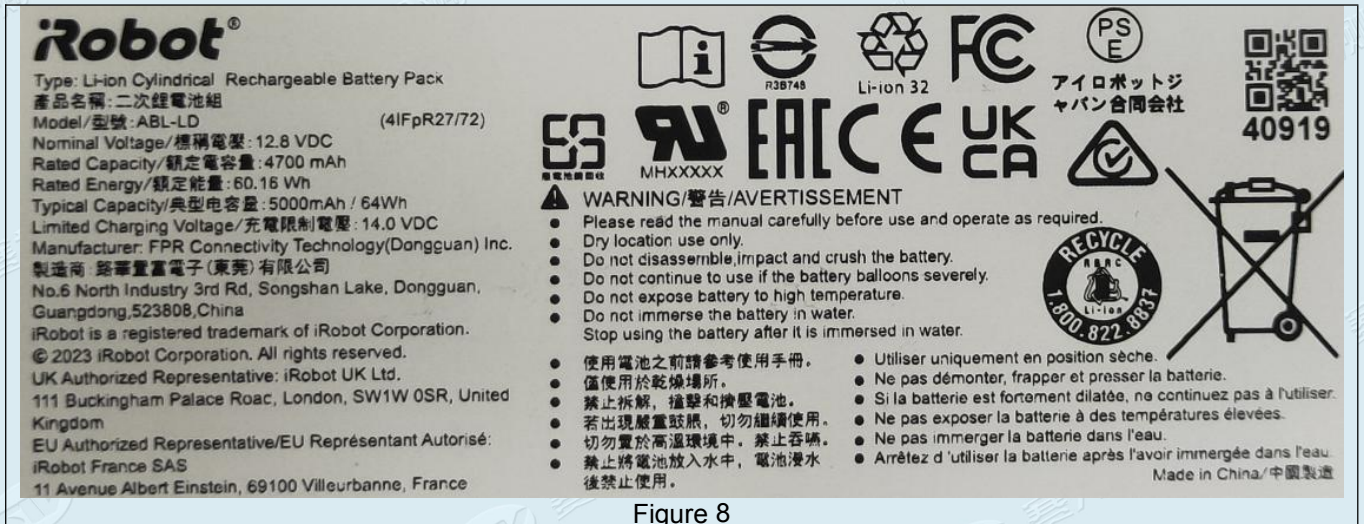 iRobot®
Type: Li-ion Cylindrical Rechargeable Battery Pack
產品名稱:二次鋰電池組
Model/型號:ABL-LD (4IFpR27/72)
Nominal Voltage/標稱電壓:12.8 VDC
Rated Capacity/額定電容量:4700 mAh
Rated Energy/額定能量:60.16 Wh
Typical Capacity/典型电容量:5000mAh / 64Wh
Limited Charging Voltage/充電限制電壓:14.0 VDC
Manufacturer: FPR Connectivity Technology(Dongguan) Inc.
製造商:鋒華豐富電子(東莞)有限公司
No.6 North Industry 3rd Rd, Songshan Lake, Dongguan,
Guangdong,523808,China
iRobot is a registered trademark of iRobot Corporation.
© 2023 iRobot Corporation. All rights reserved.
UK Authorized Representative: iRobot UK Ltd.
111 Buckingham Palace Roac, London, SW1W 0SR, United
Kingdom
EU Authorized Representative/EU Représentant Autorisé:
iRobot France SAS
11 Avenue Albert Einstein, 69100 Villeurbanne, France
i
R3B748
Li-ion 32
FC
PS
E
アイロボットジ
ャパン合同会社
40919
廢電池請回收
RU®
MHXXXXX
EAC
CE
UK
CA
WARNING/警告/AVERTISSEMENT
Please read the manual carefully before use and operate as required.
Dry location use only.
Do not disassemble,impact and crush the battery.
Do not continue to use if the battery balloons severely.
Do not expose battery to high temperature.
Do not immerse the battery in water.
Stop using the battery after it is immersed in water.
RECYCLE
RBRC
Li-ion
1.800.822.8837
使用電池之前請參考使用手冊。
僅使用於乾燥場所。
禁止拆解，撞擊和擠壓電池。
若出現嚴重鼓脹，切勿繼續使用。
切勿置於高溫環境中。禁止吞嚥。
禁止將電池放入水中，電池浸水
後禁止使用。
Utiliser uniquement en position sèche.
Ne pas démonter, frapper et presser la batterie.
Si la batterie est fortement dilatée, ne continuez pas à l'utiliser.
Ne pas exposer la batterie à des températures élevées.
Ne pas immerger la batterie dans l'eau.
Arrêtez d'utiliser la batterie après l'avoir immergée dans l'eau.
Made in China/中國製造
Figure 8